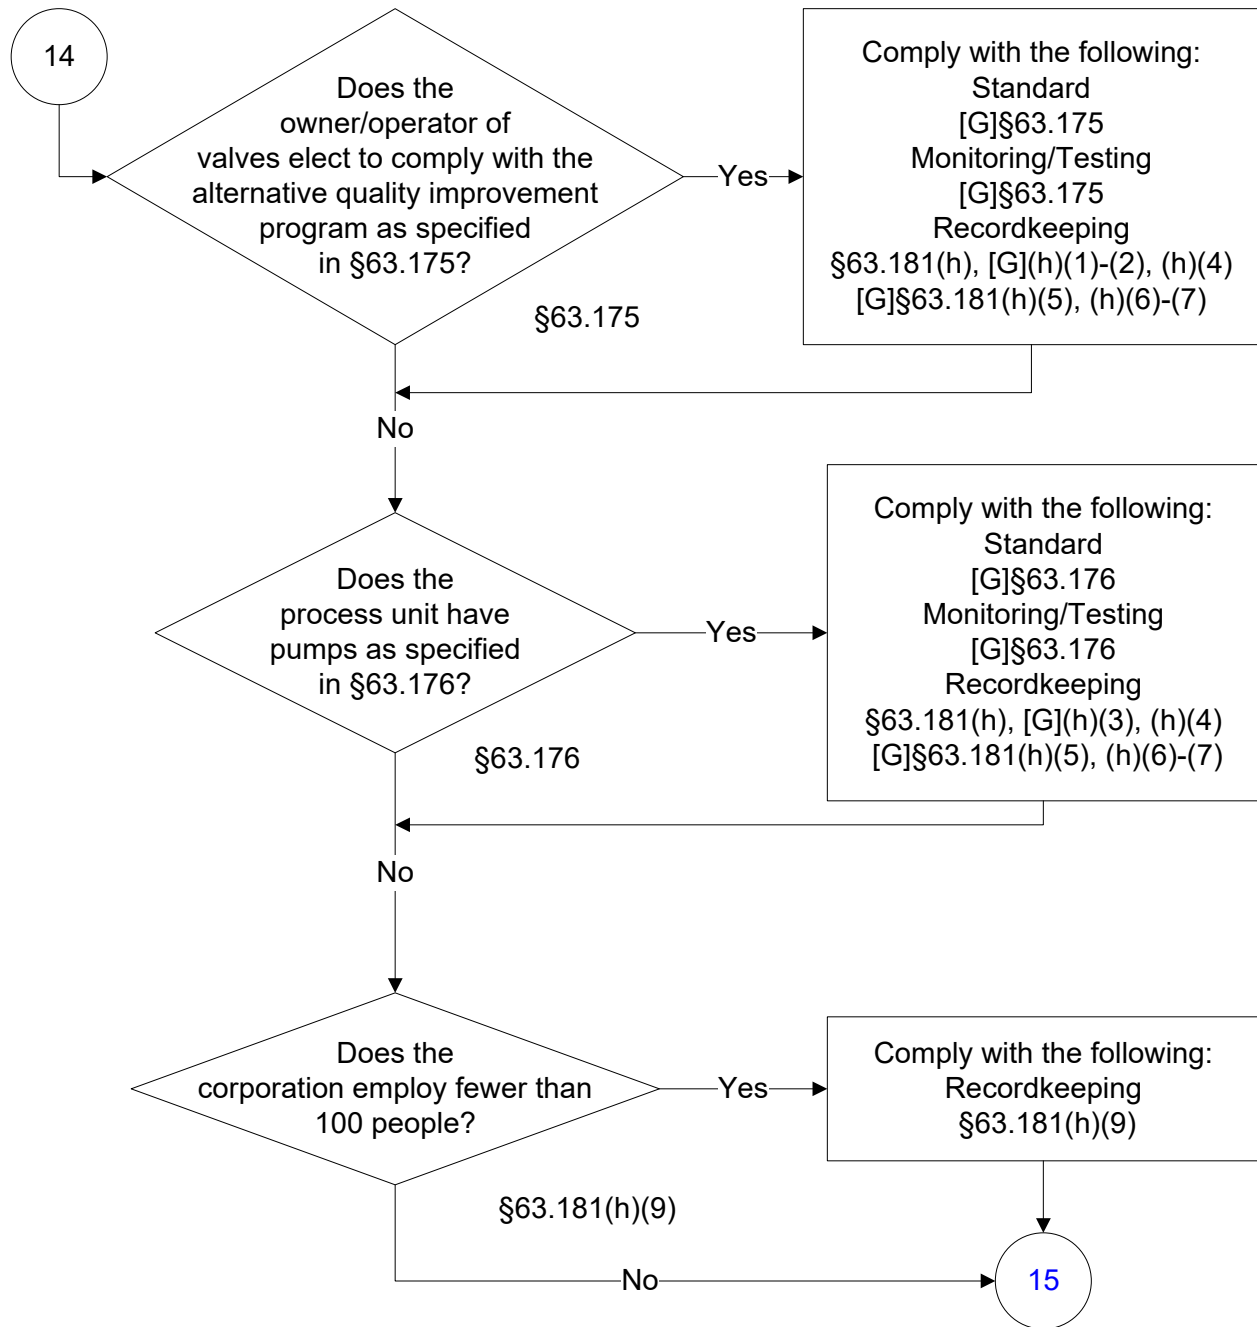 14
Does the
owner/operator of
valves elect to comply with the
alternative quality improvement
program as specified
in §63.175?
§63.175
Yes
Comply with the following:
Standard
[G]§63.175
Monitoring/Testing
[G]§63.175
Recordkeeping
§63.181(h), [G](h)(1)-(2), (h)(4)
[G]§63.181(h)(5), (h)(6)-(7)
No
Does the
process unit have
pumps as specified
in §63.176?
§63.176
Yes
Comply with the following:
Standard
[G]§63.176
Monitoring/Testing
[G]§63.176
Recordkeeping
§63.181(h), [G](h)(3), (h)(4)
[G]§63.181(h)(5), (h)(6)-(7)
No
Does the
corporation employ fewer than
100 people?
§63.181(h)(9)
Yes
Comply with the following:
Recordkeeping
§63.181(h)(9)
No
15